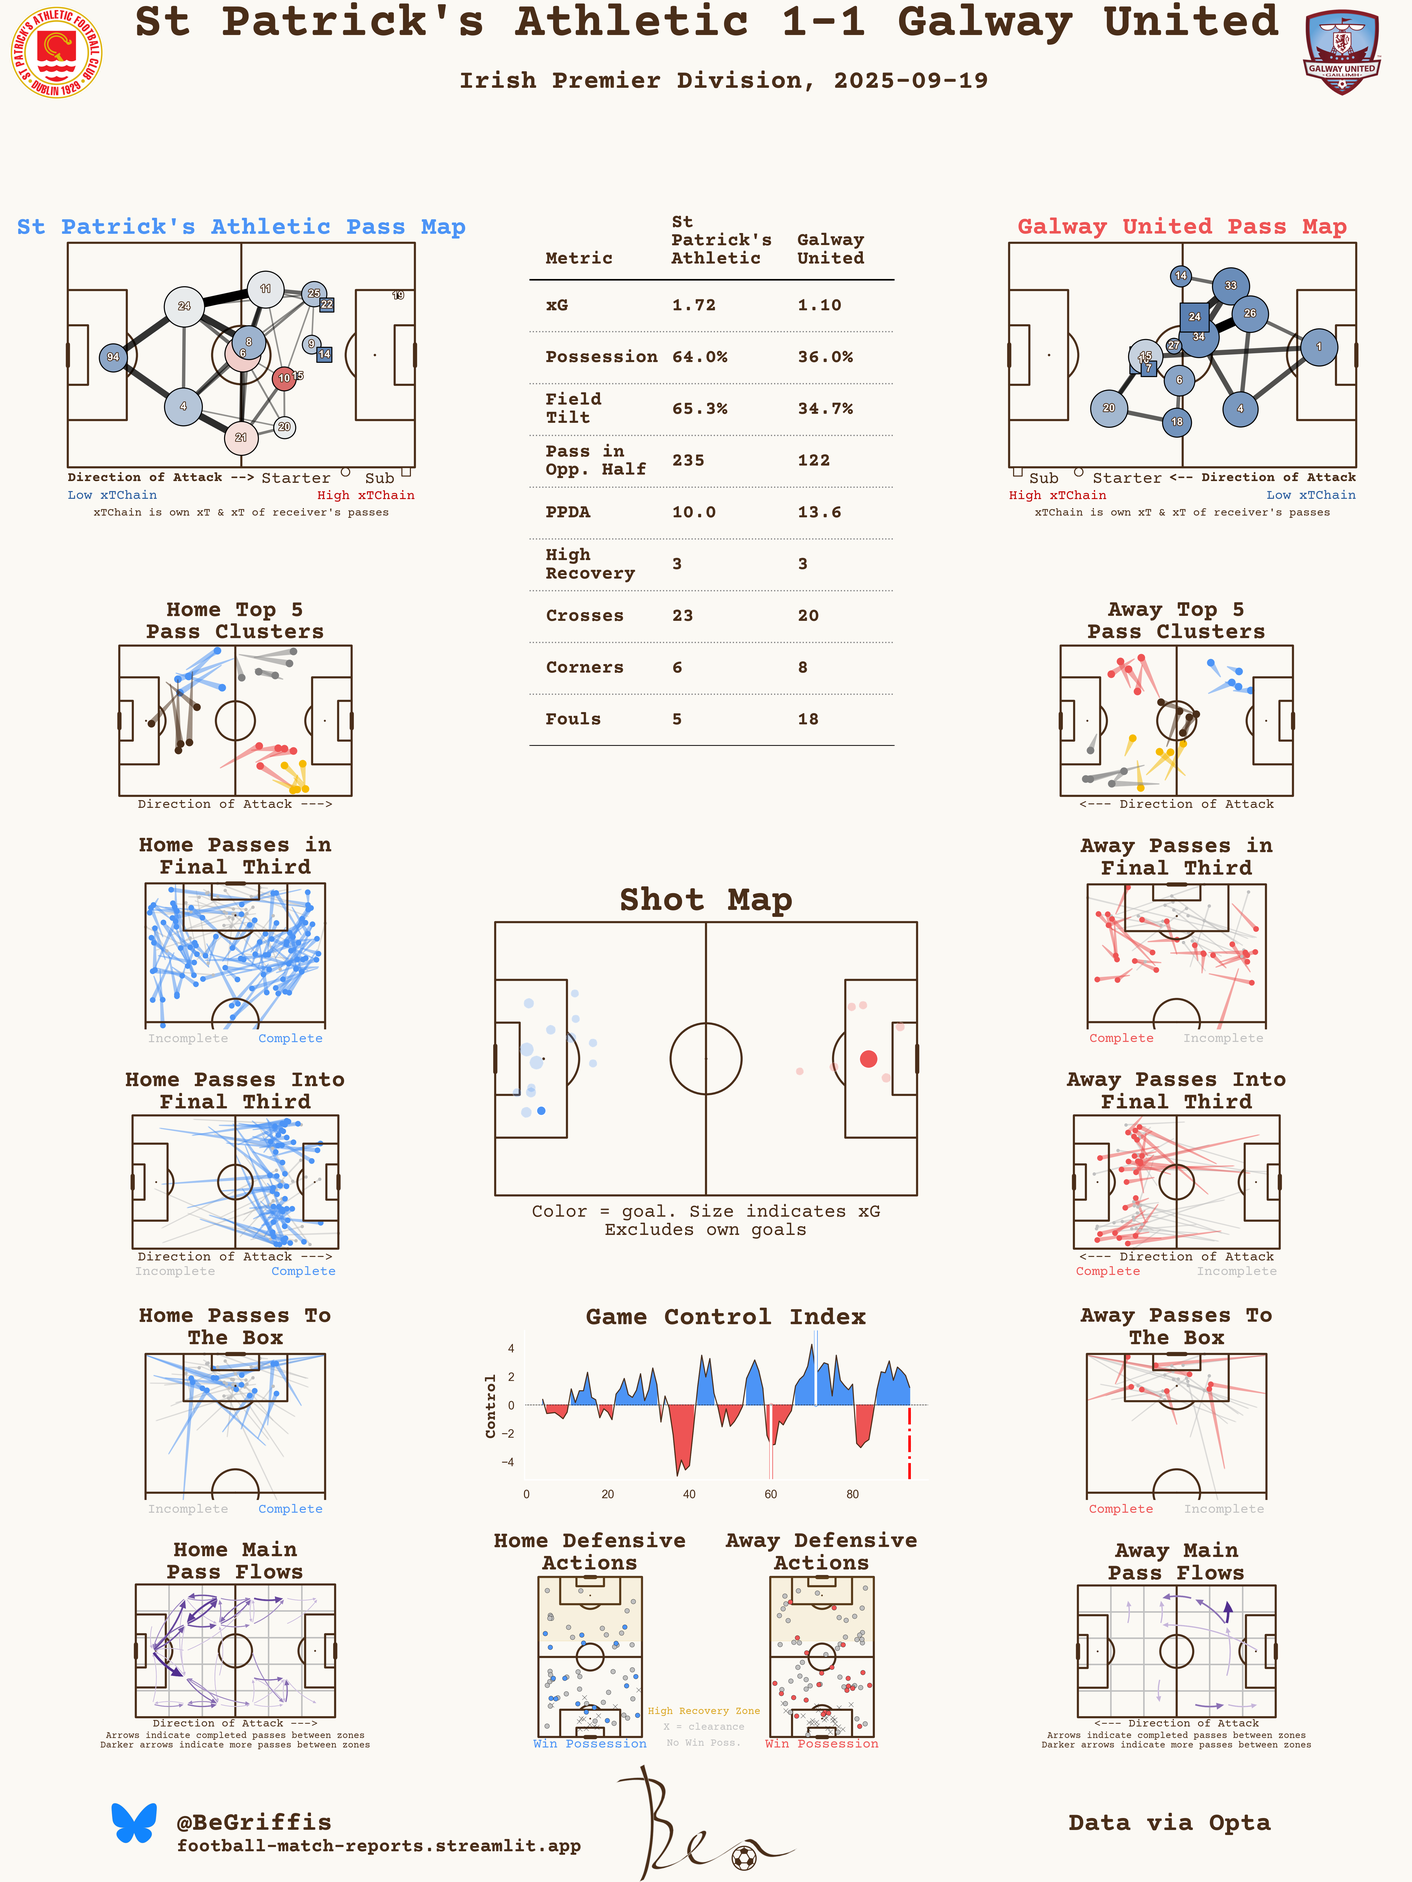 St Patrick's Athletic 1-1 Galway United
Irish Premier Division, 2025-09-19
ST PATRICK'S ATHLETIC FOOTBALL CLUB
DUBLIN 1929
GALWAY UNITED
GAILLIMH
St Patrick's Athletic Pass Map
94
24
4
11
8
6
21
25
22
9
14
10
15
20
19
Direction of Attack --> Starter Sub
Low xTChain High xTChain
xTChain is own xT & xT of receiver's passes
Metric St Patrick's Athletic Galway United
xG 1.72 1.10
Possession 64.0% 36.0%
Field Tilt 65.3% 34.7%
Pass in Opp. Half 235 122
PPDA 10.0 13.6
High Recovery 3 3
Crosses 23 20
Corners 6 8
Fouls 5 18
Galway United Pass Map
14
33
24
26
34
27
15
7
1
6
20
18
4
Sub Starter <-- Direction of Attack
High xTChain Low xTChain
xTChain is own xT & xT of receiver's passes
Home Top 5
Pass Clusters
Direction of Attack --->
Away Top 5
Pass Clusters
<--- Direction of Attack
Home Passes in
Final Third
Incomplete Complete
Away Passes in
Final Third
Complete Incomplete
Shot Map
Color = goal. Size indicates xG
Excludes own goals
Home Passes Into
Final Third
Direction of Attack --->
Incomplete Complete
Away Passes Into
Final Third
<--- Direction of Attack
Complete Incomplete
Home Passes To
The Box
Incomplete Complete
Game Control Index
Control
4
2
0
−2
−4
0 20 40 60 80
Away Passes To
The Box
Complete Incomplete
Home Main
Pass Flows
Direction of Attack --->
Arrows indicate completed passes between zones
Darker arrows indicate more passes between zones
Home Defensive
Actions
Win Possession
High Recovery Zone
X = clearance
No Win Poss.
Away Defensive
Actions
Win Possession
Away Main
Pass Flows
<--- Direction of Attack
Arrows indicate completed passes between zones
Darker arrows indicate more passes between zones
@BeGriffis
football-match-reports.streamlit.app
Ben
Data via Opta